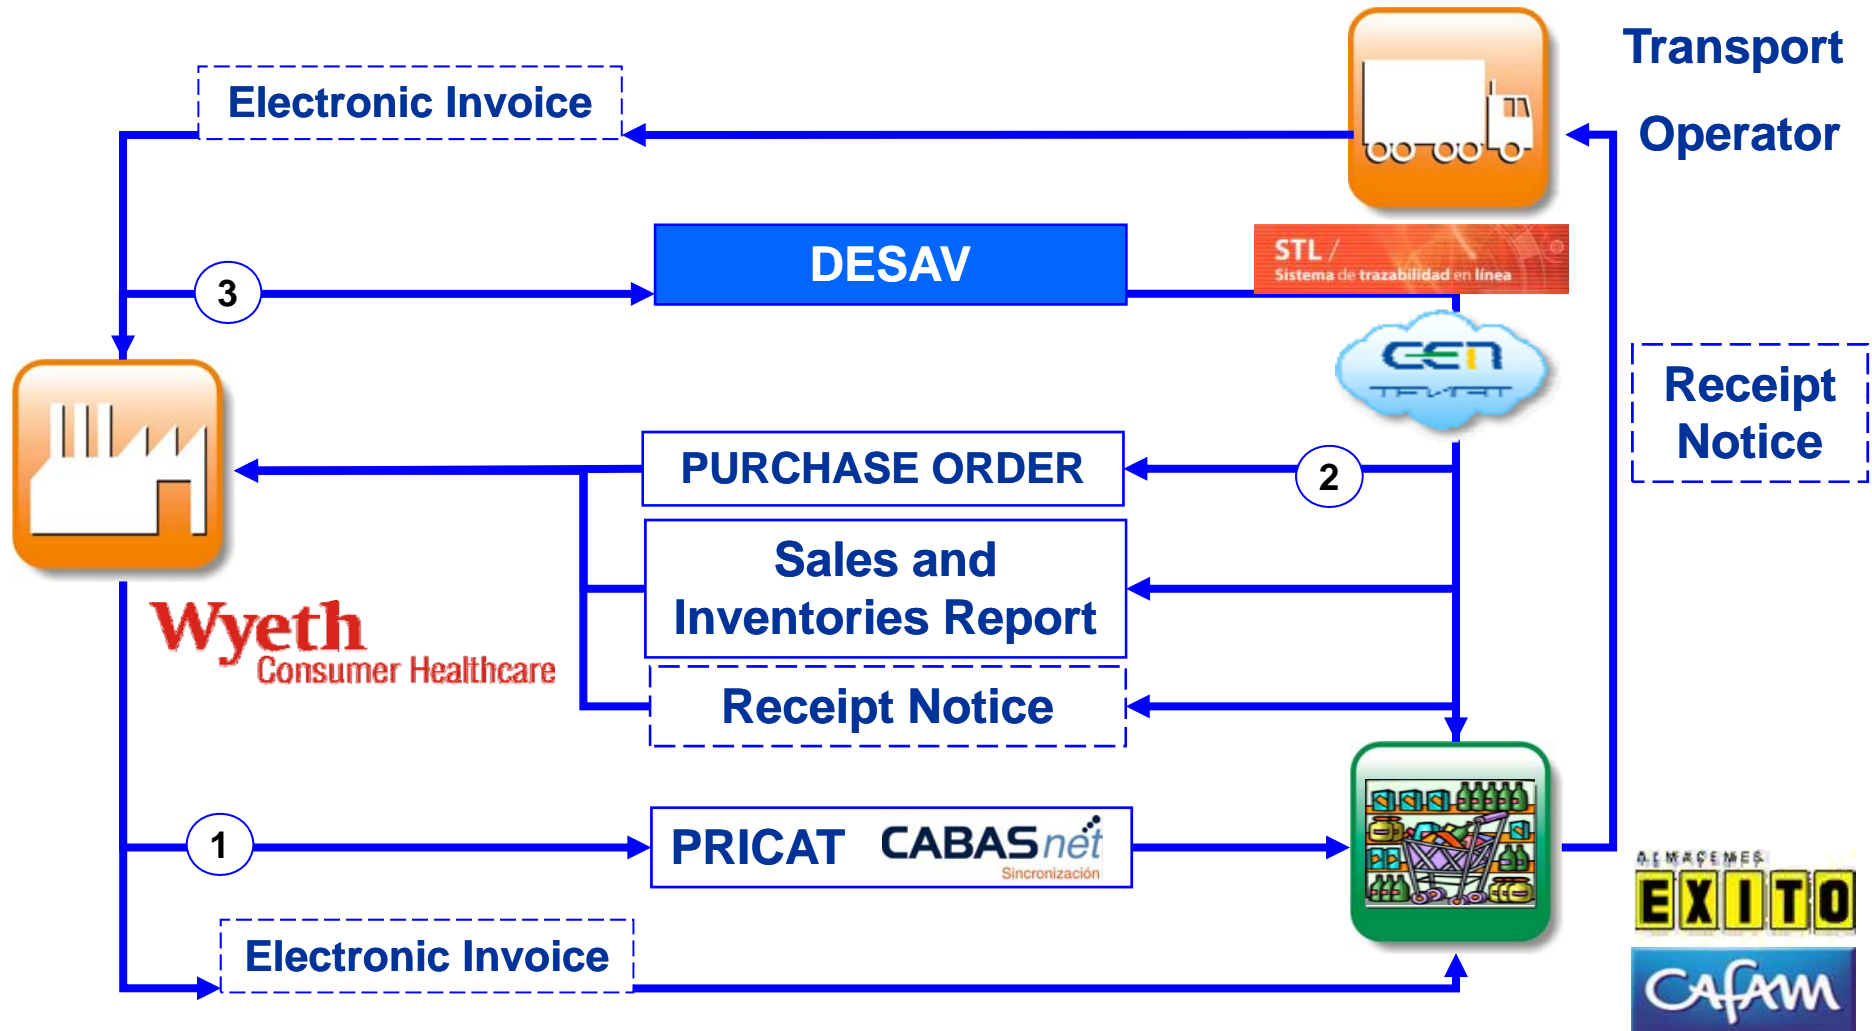 Transport
Operator
Electronic Invoice
DESAV
STL /
Sistema de trazabilidad en línea
3
CEN
Receipt
Notice
PURCHASE ORDER
2
Sales and
Inventories Report
Wyeth
Consumer Healthcare
Receipt Notice
1
PRICAT
CABASnet
Sincronización
ALMACENES
EXITO
Electronic Invoice
CAFAM